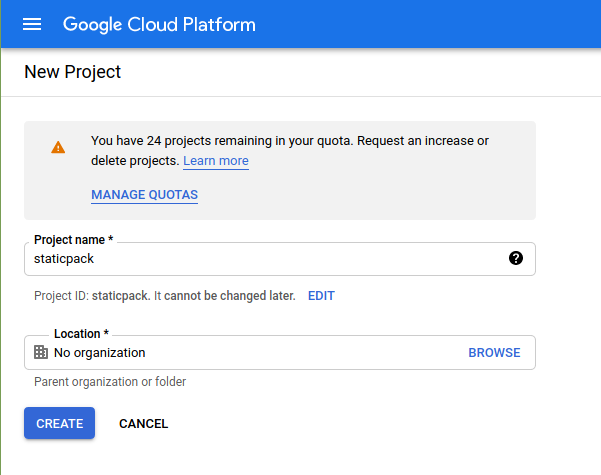 Google Cloud Platform
New Project
You have 24 projects remaining in your quota. Request an increase or
delete projects. Learn more
MANAGE QUOTAS
Project name *
staticpack
Project ID: staticpack. It cannot be changed later. EDIT
Location *
No organization BROWSE
Parent organization or folder
CREATE CANCEL